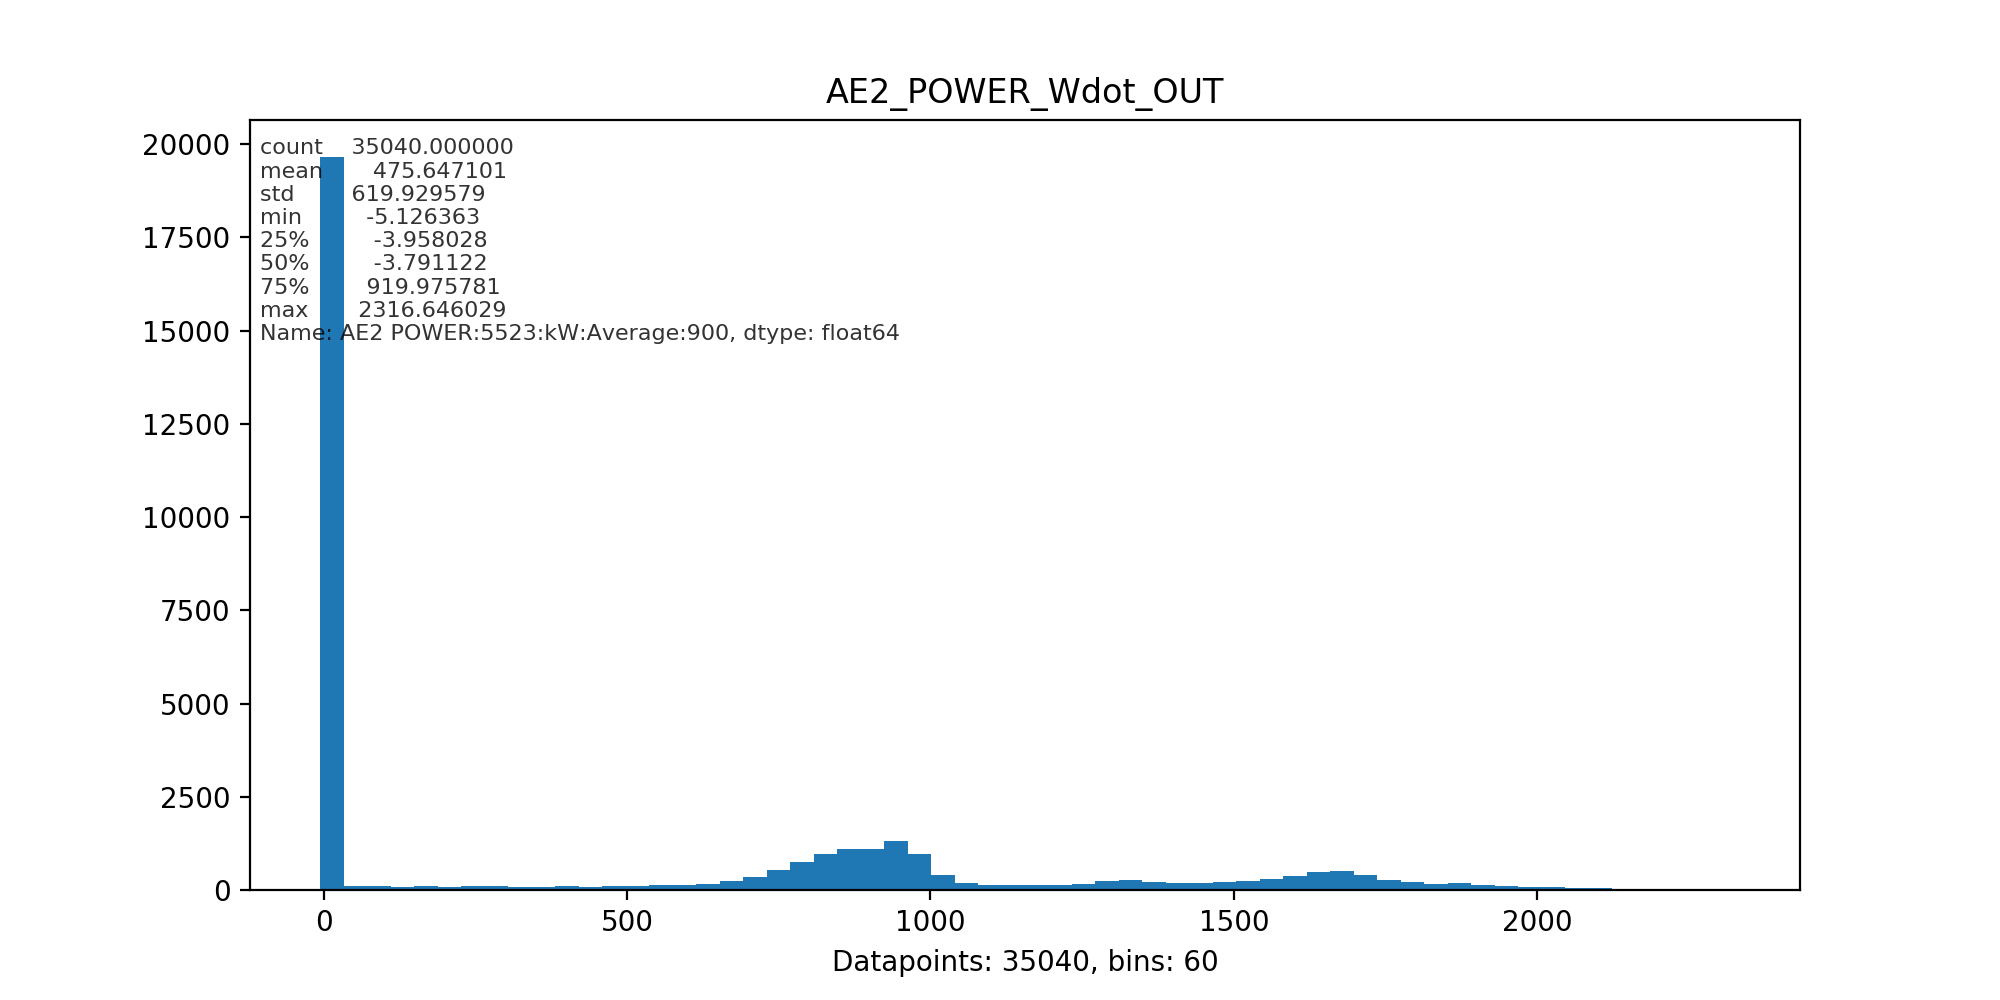 AE2_POWER_Wdot_OUT
20000
17500
15000
12500
10000
7500
5000
2500
0
count 35040.000000
mean 475.647101
std 619.929579
min -5.126363
25% -3.958028
50% -3.791122
75% 919.975781
max 2316.646029
Name: AE2 POWER:5523:kW:Average:900, dtype: float64
0 500 1000 1500 2000
Datapoints: 35040, bins: 60